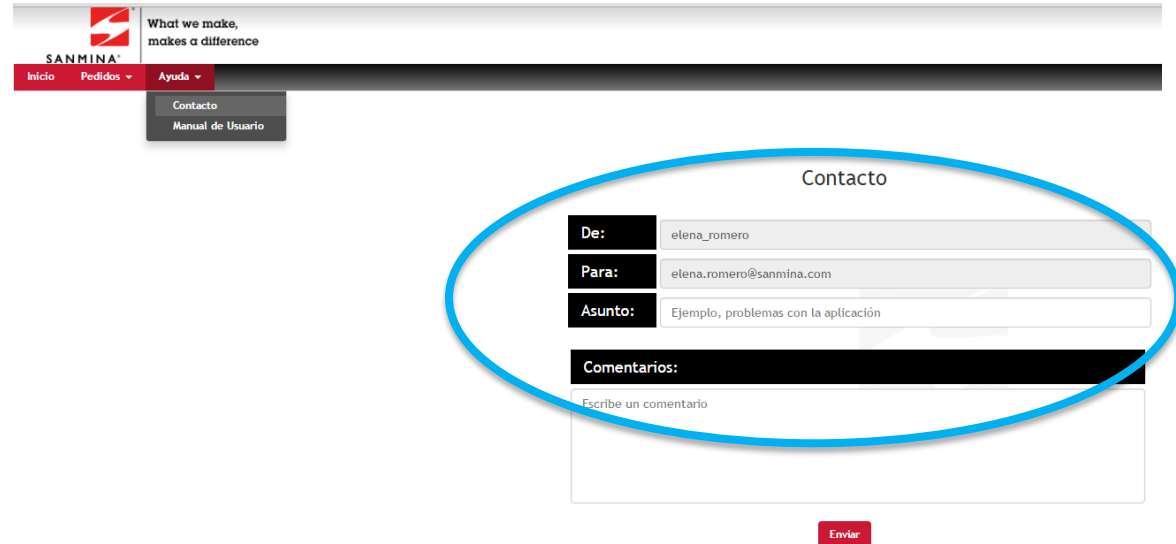 What we make,
makes a difference
SANMINA®
Inicio Pedidos Ayuda
Contacto
Manual de Usuario
Contacto
De: elena_romero
Para: elena.romero@sanmina.com
Asunto: Ejemplo, problemas con la aplicación
Comentarios:
Escribe un comentario
Enviar